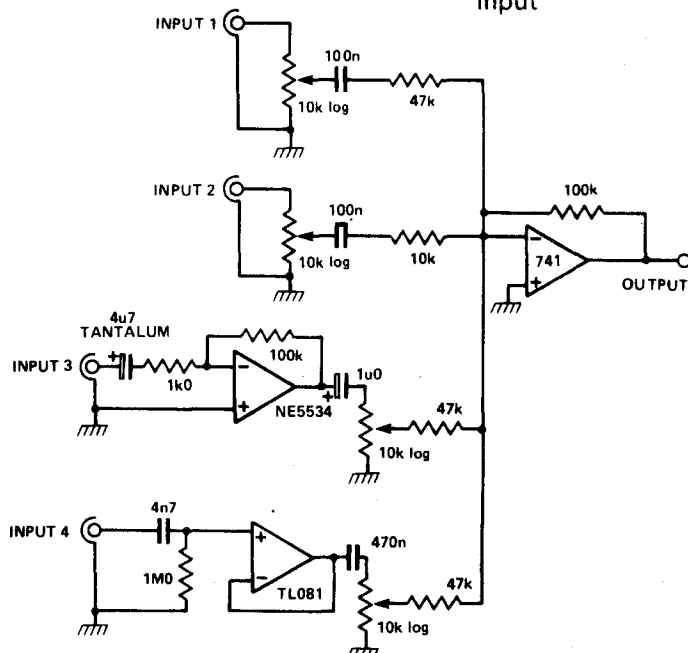 Input
INPUT 1
100n
10k log
47k
INPUT 2
100n
10k log
10k
100k
741
OUTPUT
4u7
TANTALUM
INPUT 3
1k0
100k
NE5534
1u0
10k log
47k
INPUT 4
4n7
1M0
TL081
470n
10k log
47k